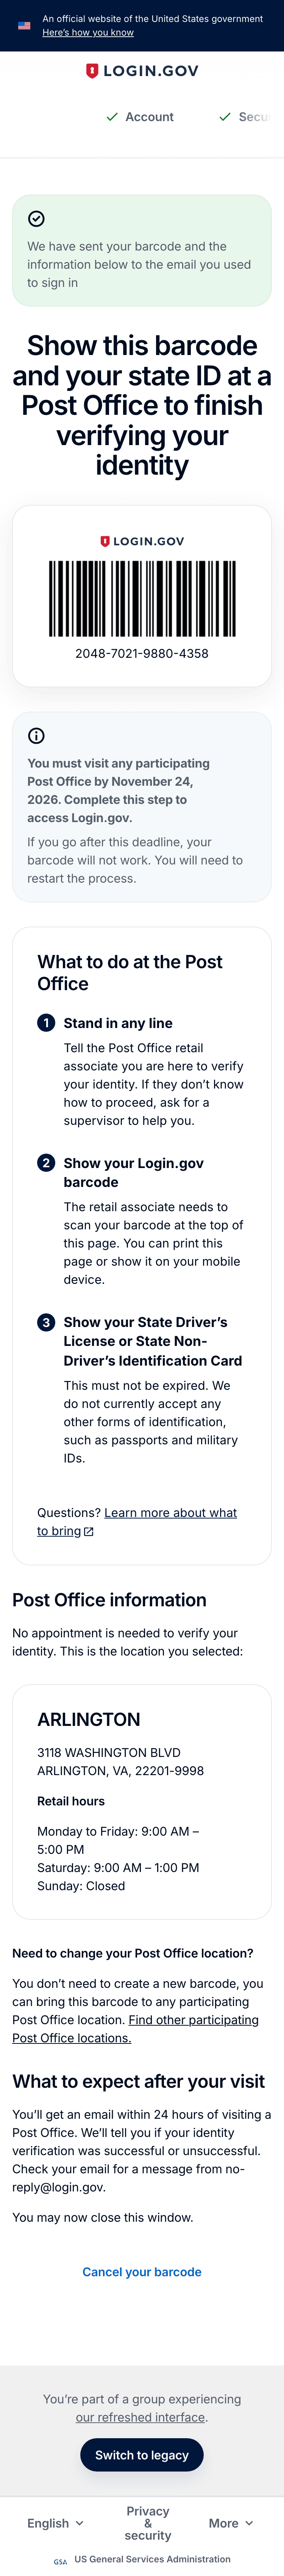 An official website of the United States government
Here’s how you know
LOGIN.GOV
Account
Secu
We have sent your barcode and the
information below to the email you used
to sign in
Show this barcode
and your state ID at a
Post Office to finish
verifying your
identity
LOGIN.GOV
2048-7021-9880-4358
You must visit any participating
Post Office by November 24,
2026. Complete this step to
access Login.gov.
If you go after this deadline, your
barcode will not work. You will need to
restart the process.
What to do at the Post
Office
1 Stand in any line
Tell the Post Office retail
associate you are here to verify
your identity. If they don’t know
how to proceed, ask for a
supervisor to help you.
2 Show your Login.gov
barcode
The retail associate needs to
scan your barcode at the top of
this page. You can print this
page or show it on your mobile
device.
3 Show your State Driver’s
License or State Non-
Driver’s Identification Card
This must not be expired. We
do not currently accept any
other forms of identification,
such as passports and military
IDs.
Questions? Learn more about what
to bring
Post Office information
No appointment is needed to verify your
identity. This is the location you selected:
ARLINGTON
3118 WASHINGTON BLVD
ARLINGTON, VA, 22201-9998
Retail hours
Monday to Friday: 9:00 AM –
5:00 PM
Saturday: 9:00 AM – 1:00 PM
Sunday: Closed
Need to change your Post Office location?
You don’t need to create a new barcode, you
can bring this barcode to any participating
Post Office location. Find other participating
Post Office locations.
What to expect after your visit
You’ll get an email within 24 hours of visiting a
Post Office. We’ll tell you if your identity
verification was successful or unsuccessful.
Check your email for a message from no-
reply@login.gov.
You may now close this window.
Cancel your barcode
You’re part of a group experiencing
our refreshed interface.
Switch to legacy
English
Privacy
&
security
More
GSA US General Services Administration